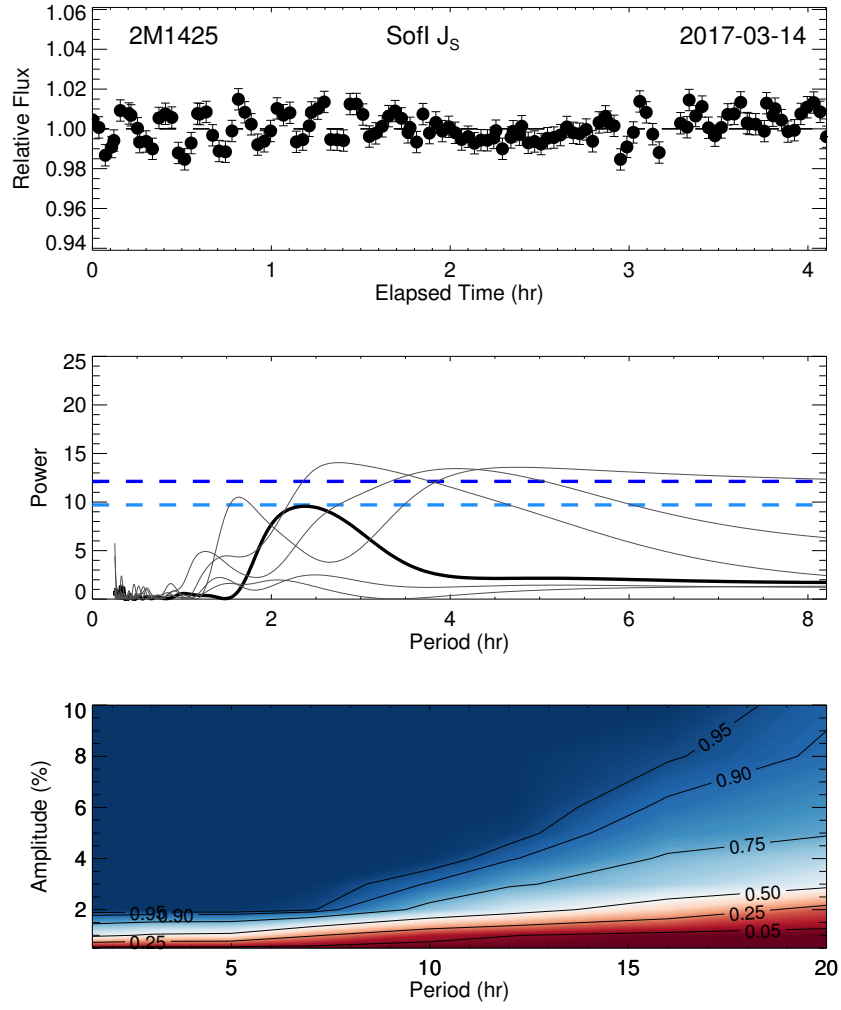 1.06
2M1425 SofI J_S 2017-03-14
1.04
1.02
1.00
0.98
0.96
0.94
Relative Flux
0 1 2 3 4
Elapsed Time (hr)
25
20
15
10
5
0
Power
0 2 4 6 8
Period (hr)
10
8
6
4
2
Amplitude (%)
0.95
0.90
0.75
0.50
0.25
0.05
0.95
0.90
0.25
5 10 15 20
Period (hr)